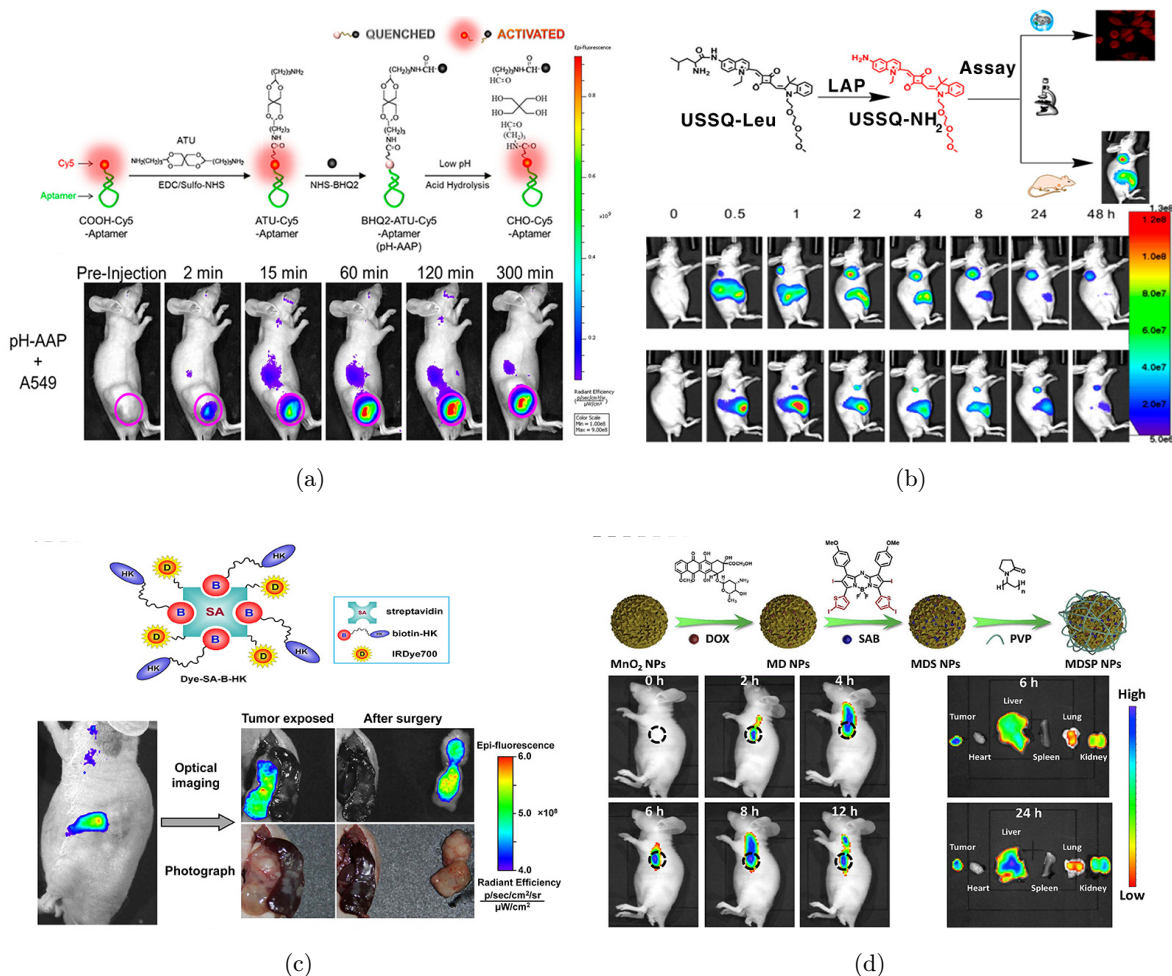 QUENCHED ACTIVATED
Epi-fluorescence
ATU
Cy5
Aptamer
EDC/Sulfo-NHS
NHS-BHQ2
Low pH
Acid Hydrolysis
COOH-Cy5
-Aptamer
ATU-Cy5
-Aptamer
BHQ2-ATU-Cy5
-Aptamer
(pH-AAP)
CHO-Cy5
-Aptamer
Pre-Injection 2 min 15 min 60 min 120 min 300 min
pH-AAP
+
A549
Radiant Efficiency
Color Scale
Min = 1.00e8
Max = 9.00e8
(a)
USSQ-Leu
LAP
USSQ-NH2
Assay
0 0.5 1 2 4 8 24 48 h
1.3e8
1.2e8
1.0e8
8.0e7
6.0e7
4.0e7
2.0e7
5.0e6
(b)
HK
D
B
SA
Dye-SA-B-HK
SA streptavidin
B HK biotin-HK
D IRDye700
Tumor exposed After surgery
Optical
imaging
Photograph
Epi-fluorescence
6.0
5.0 ×10⁸
4.0
Radiant Efficiency
p/sec/cm²/sr
µW/cm²
(c)
MeO OMe
DOX SAB PVP
MnO2 NPs MD NPs MDS NPs MDSP NPs
0 h 2 h 4 h
6 h 8 h 12 h
6 h
Tumor Heart Liver Spleen Lung Kidney
24 h
Tumor Heart Liver Spleen Lung Kidney
High
Low
(d)